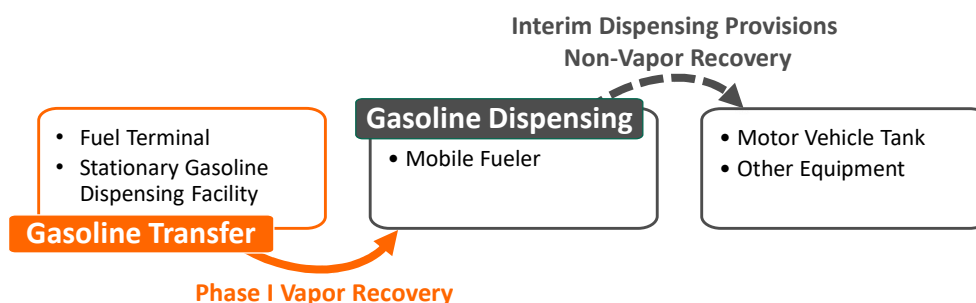 Interim Dispensing Provisions
Non-Vapor Recovery
• Fuel Terminal
• Stationary Gasoline
Dispensing Facility
Gasoline Transfer
Phase I Vapor Recovery
Gasoline Dispensing
• Mobile Fueler
• Motor Vehicle Tank
• Other Equipment